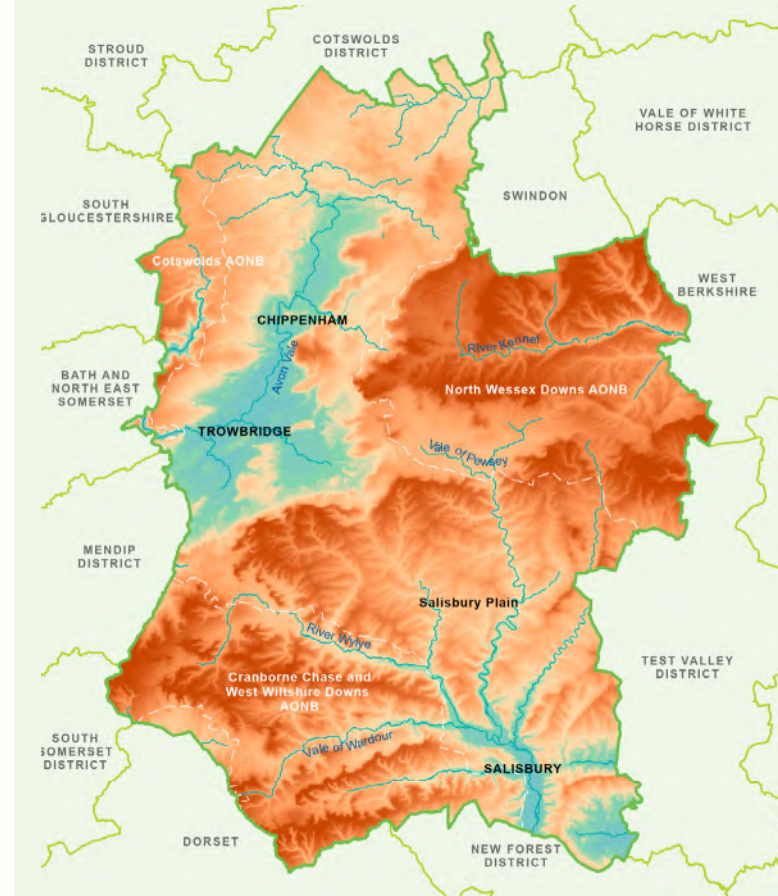 STROUD
DISTRICT
COTSWOLDS
DISTRICT
VALE OF WHITE
HORSE DISTRICT
SWINDON
SOUTH
GLOUCESTERSHIRE
Cotswolds AONB
WEST
BERKSHIRE
CHIPPENHAM
River Kennet
Avon Vale
BATH AND
NORTH EAST
SOMERSET
North Wessex Downs AONB
TROWBRIDGE
Vale of Pewsey
MENDIP
DISTRICT
Salisbury Plain
River Wylye
TEST VALLEY
DISTRICT
Cranborne Chase and
West Wiltshire Downs
AONB
SOUTH
SOMERSET
DISTRICT
Vale of Wardour
SALISBURY
DORSET
NEW FOREST
DISTRICT